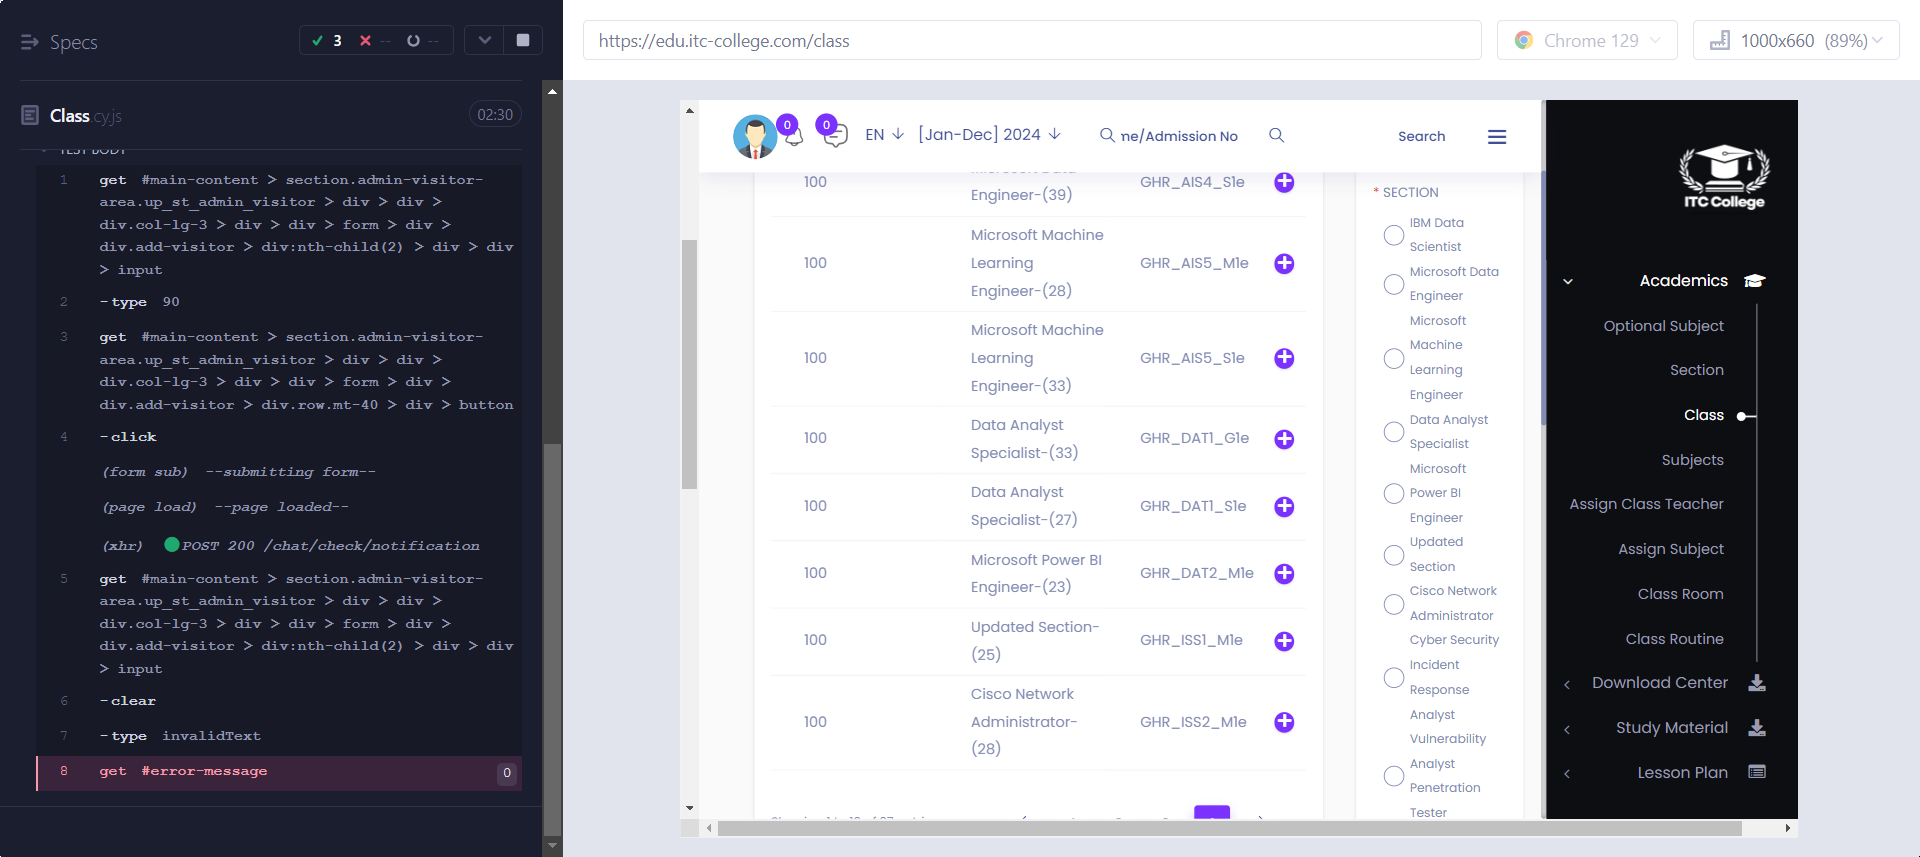 Specs
3
--
--
Class.cy.js
02:30
TEST BODY
1 get #main-content > section.admin-visitor-
area.up_st_admin_visitor > div > div >
div.col-lg-3 > div > div > form > div >
div.add-visitor > div:nth-child(2) > div > div
> input
2 -type 90
3 get #main-content > section.admin-visitor-
area.up_st_admin_visitor > div > div >
div.col-lg-3 > div > div > form > div >
div.add-visitor > div.row.mt-40 > div > button
4 -click
(form sub) --submitting form--
(page load) --page loaded--
(xhr) POST 200 /chat/check/notification
5 get #main-content > section.admin-visitor-
area.up_st_admin_visitor > div > div >
div.col-lg-3 > div > div > form > div >
div.add-visitor > div:nth-child(2) > div > div
> input
6 -clear
7 -type invalidText
8 get #error-message 0
https://edu.itc-college.com/class
Chrome 129
1000x660 (89%)
0
0
EN
[Jan-Dec] 2024
ne/Admission No
Search
100 Microsoft Data
Engineer-(39) GHR_AIS4_S1e
100 Microsoft Machine
Learning
Engineer-(28) GHR_AIS5_M1e
100 Microsoft Machine
Learning
Engineer-(33) GHR_AIS5_S1e
100 Data Analyst
Specialist-(33) GHR_DAT1_G1e
100 Data Analyst
Specialist-(27) GHR_DAT1_S1e
100 Microsoft Power BI
Engineer-(23) GHR_DAT2_M1e
100 Updated Section-
(25) GHR_ISS1_M1e
100 Cisco Network
Administrator-
(28) GHR_ISS2_M1e
* SECTION
IBM Data
Scientist
Microsoft Data
Engineer
Microsoft
Machine
Learning
Engineer
Data Analyst
Specialist
Microsoft
Power BI
Engineer
Updated
Section
Cisco Network
Administrator
Cyber Security
Incident
Response
Analyst
Vulnerability
Analyst
Penetration
Tester
ITC College
Academics
Optional Subject
Section
Class
Subjects
Assign Class Teacher
Assign Subject
Class Room
Class Routine
Download Center
Study Material
Lesson Plan